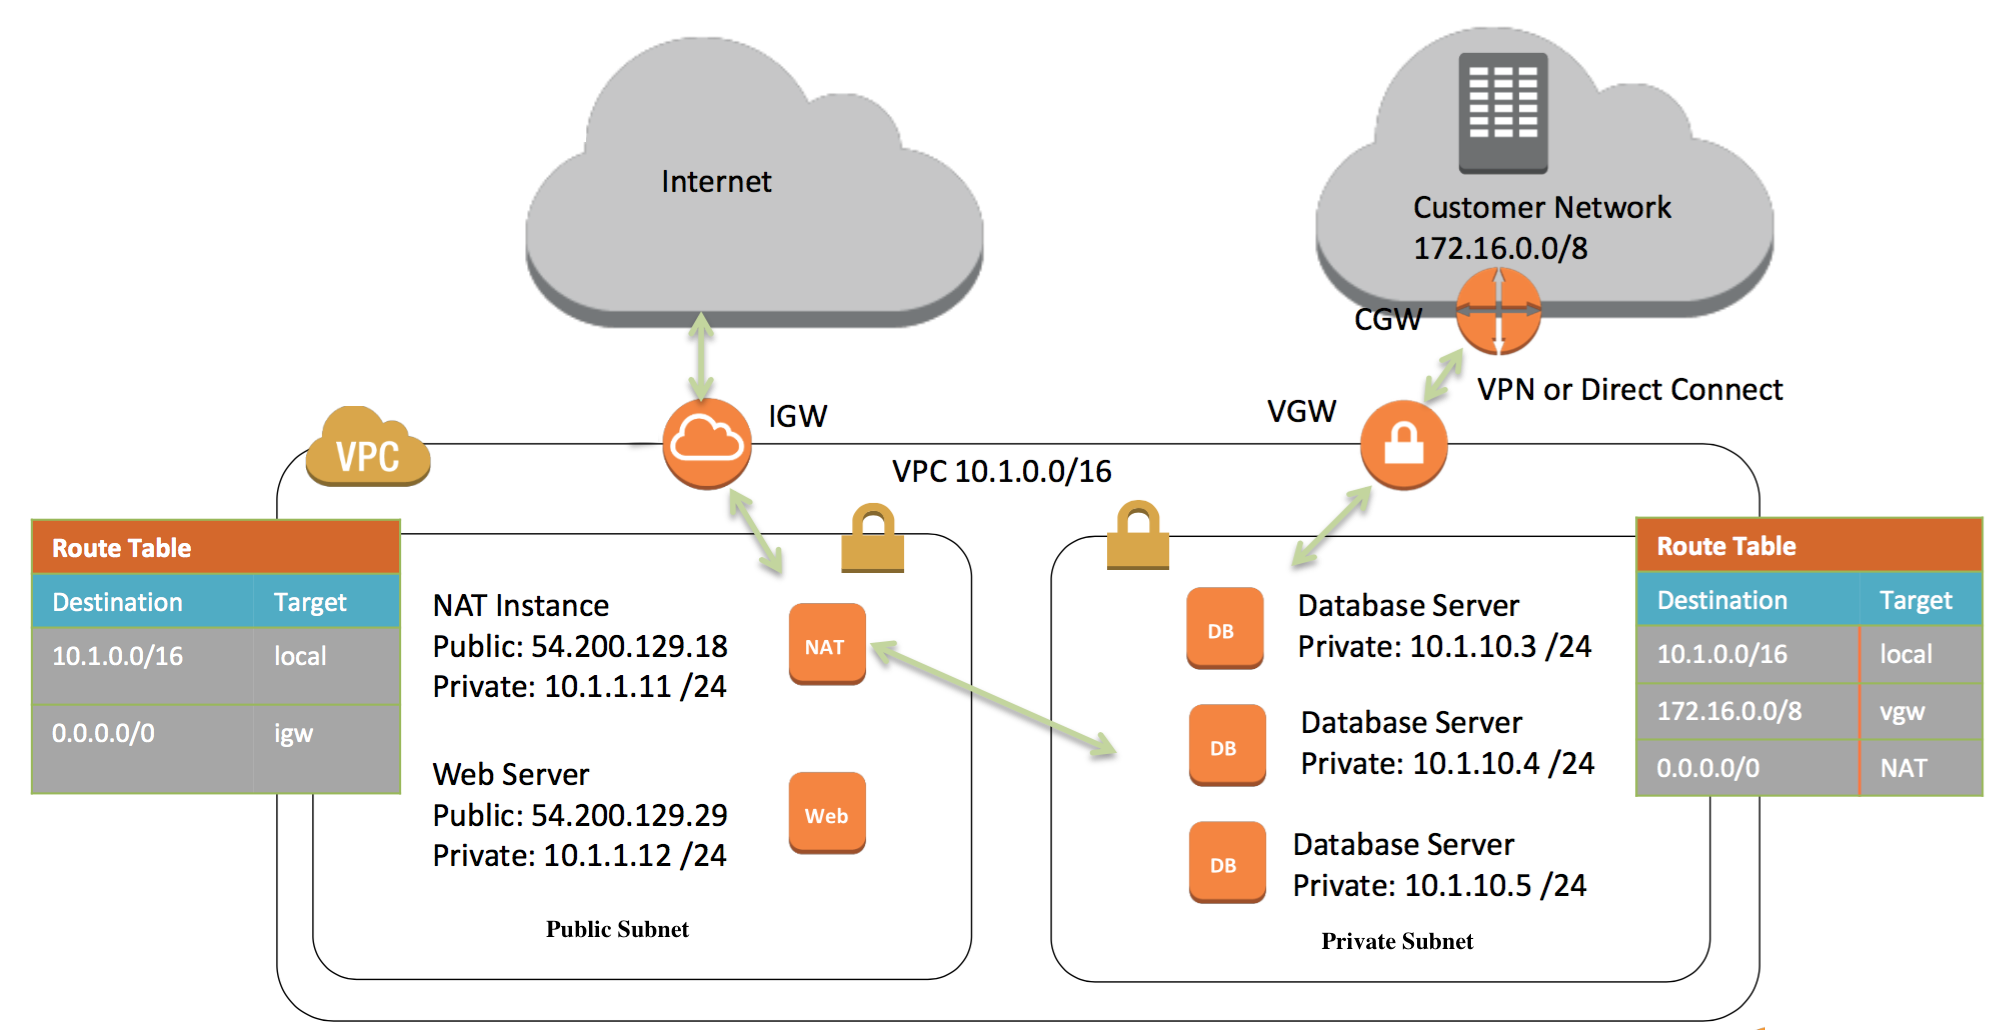 Internet
Customer Network
172.16.0.0/8
CGW
VPN or Direct Connect
IGW
VGW
VPC
VPC 10.1.0.0/16
Route Table
Destination Target
10.1.0.0/16 local
0.0.0.0/0 igw
NAT Instance
Public: 54.200.129.18
Private: 10.1.1.11 /24
NAT
Web Server
Public: 54.200.129.29
Private: 10.1.1.12 /24
Web
Public Subnet
DB
Database Server
Private: 10.1.10.3 /24
DB
Database Server
Private: 10.1.10.4 /24
DB
Database Server
Private: 10.1.10.5 /24
Private Subnet
Route Table
Destination Target
10.1.0.0/16 local
172.16.0.0/8 vgw
0.0.0.0/0 NAT